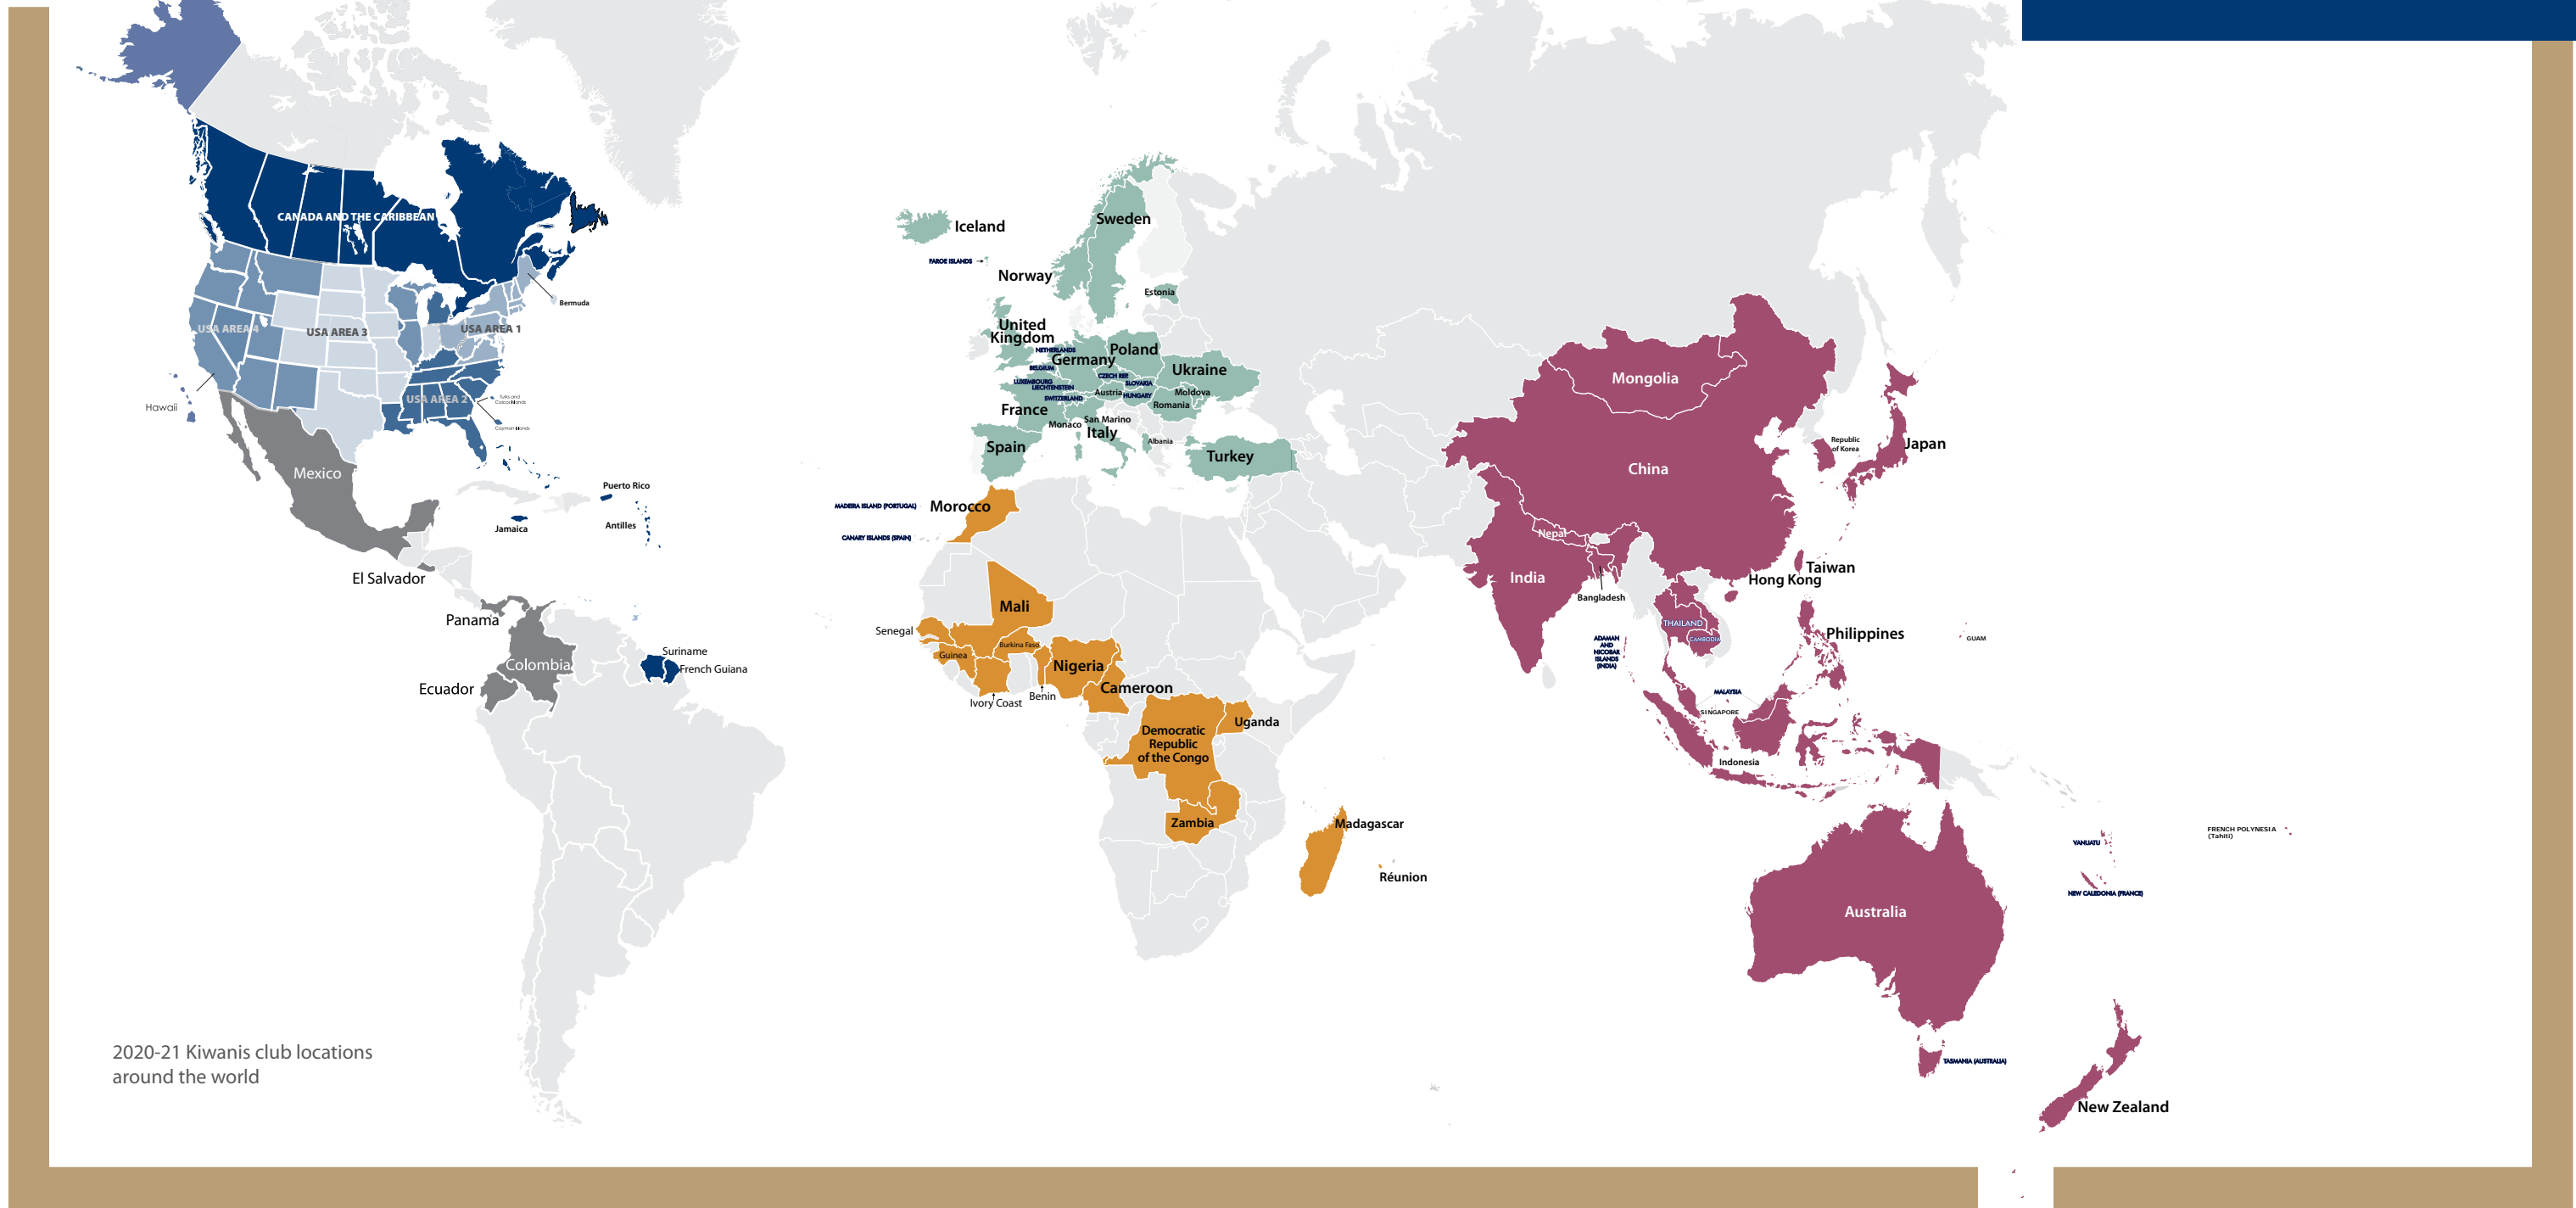 CANADA AND THE CARIBBEAN
USA AREA 4
USA AREA 3
USA AREA 1
USA AREA 2
Bermuda
Hawaii
Turks and
Caicos Islands
Cayman Islands
Mexico
Puerto Rico
Jamaica
Antilles
El Salvador
Panama
Colombia
Ecuador
Suriname
French Guiana
Iceland
FAROE ISLANDS
Sweden
Norway
Estonia
United
Kingdom
NETHERLANDS
Poland
Germany
BELGIUM
Ukraine
CZECH REP.
LUXEMBOURG
SLOVAKIA
LIECHTENSTEIN
Austria
HUNGARY
Moldova
SWITZERLAND
Romania
France
San Marino
Monaco
Italy
Albania
Spain
Turkey
MADEIRA ISLAND (PORTUGAL)
Morocco
CANARY ISLANDS (SPAIN)
Mali
Senegal
Burkina Faso
Guinea
Nigeria
Ivory Coast
Benin
Cameroon
Uganda
Democratic
Republic
of the Congo
Zambia
Madagascar
Réunion
Mongolia
China
Republic
of Korea
Japan
Nepal
India
Bangladesh
Taiwan
Hong Kong
THAILAND
CAMBODIA
ADAMAN
AND
NICOBAR
ISLANDS
(INDIA)
Philippines
GUAM
MALAYSIA
SINGAPORE
Indonesia
Australia
VANUATU
NEW CALEDONIA (FRANCE)
FRENCH POLYNESIA
(Tahiti)
TASMANIA (AUSTRALIA)
New Zealand
2020-21 Kiwanis club locations
around the world